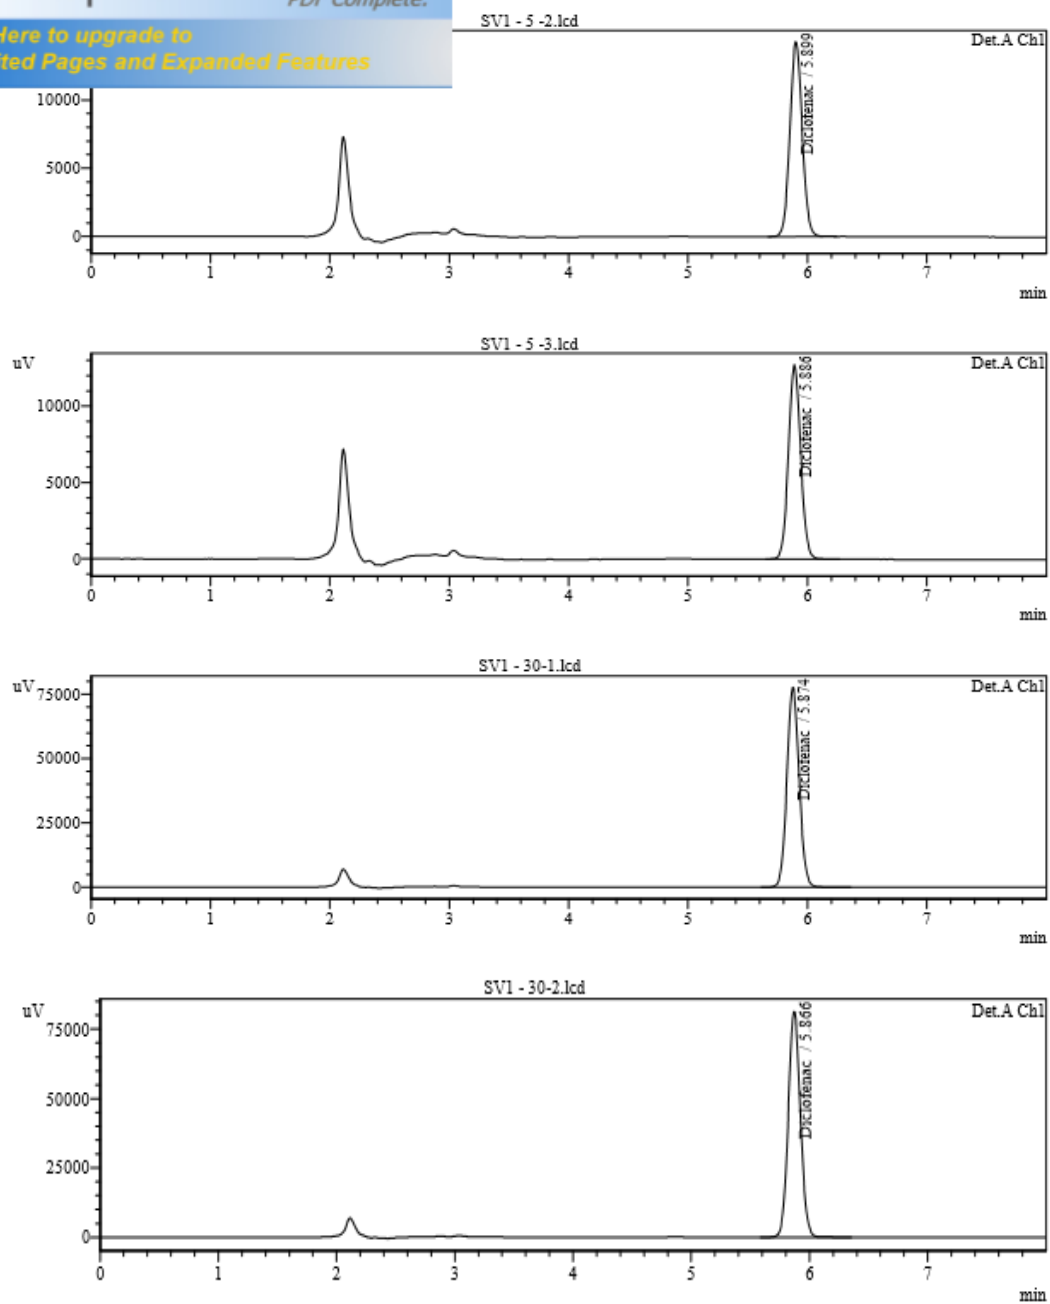 PDF Complete.
Here to upgrade to
ted Pages and Expanded Features
SV1 - 5 -2.lcd
Det.A Ch1
Diclofenac / 5.899
10000
5000
0
0 1 2 3 4 5 6 7
min
SV1 - 5 -3.lcd
uV
Det.A Ch1
Diclofenac / 5.886
10000
5000
0
0 1 2 3 4 5 6 7
min
SV1 - 30-1.lcd
uV
Det.A Ch1
Diclofenac / 5.874
75000
50000
25000
0
0 1 2 3 4 5 6 7
min
SV1 - 30-2.lcd
uV
Det.A Ch1
Diclofenac / 5.866
75000
50000
25000
0
0 1 2 3 4 5 6 7
min